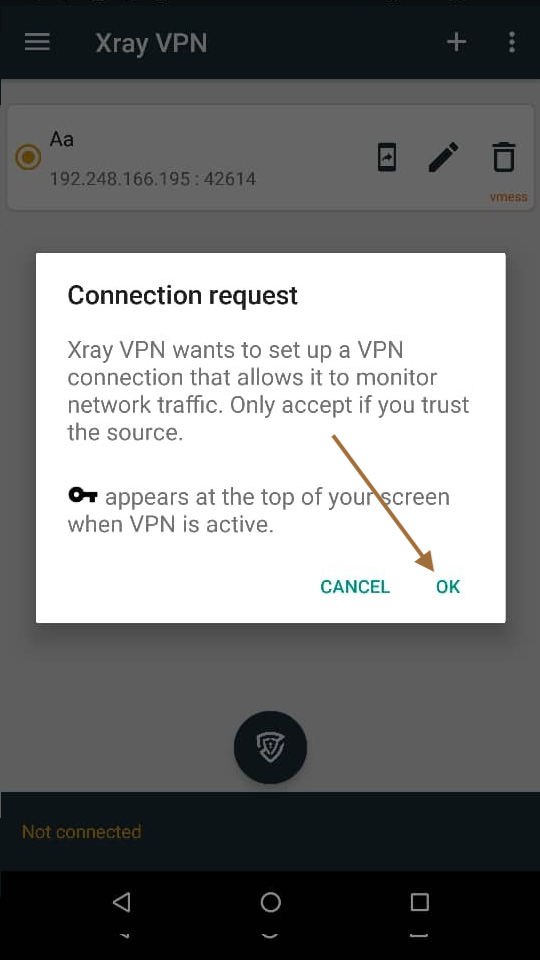 Xray VPN
Aa
192.248.166.195 : 42614
vmess
Connection request
Xray VPN wants to set up a VPN
connection that allows it to monitor
network traffic. Only accept if you trust
the source.
appears at the top of your screen
when VPN is active.
CANCEL OK
Not connected